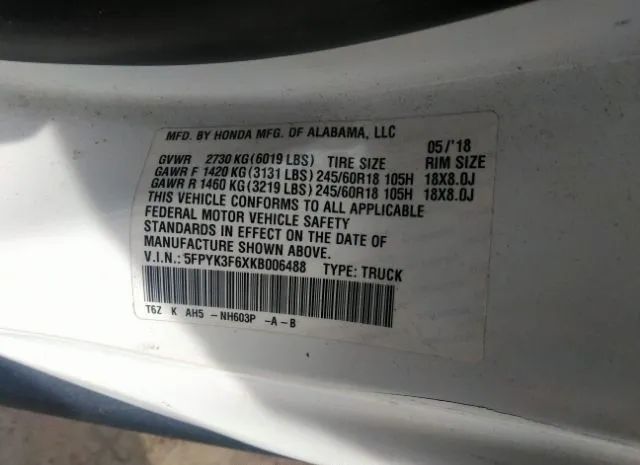 MFD. BY HONDA MFG. OF ALABAMA, LLC 05/'18
GVWR 2730 KG(6019 LBS) TIRE SIZE RIM SIZE
GAWR F 1420 KG(3131 LBS)245/60R18 105H 18X8.0J
GAWR R 1460 KG(3219 LBS)245/60R18 105H 18X8.0J
THIS VEHICLE CONFORMS TO ALL APPLICABLE
FEDERAL MOTOR VEHICLE SAFETY
STANDARDS IN EFFECT ON THE DATE OF
MANUFACTURE SHOWN ABOVE.
V.I.N.: 5FPYK3F6XKB006488 TYPE: TRUCK
T6Z K AH5 -NH603P -A-B